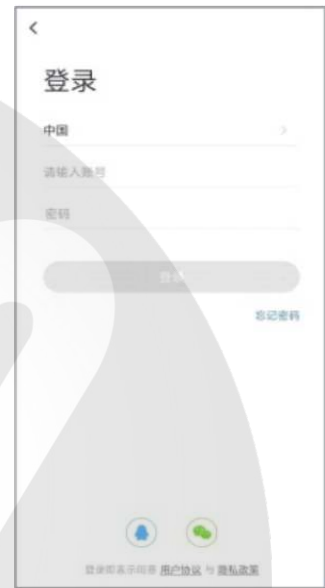 登录
中国
请输入账号
密码
登录
忘记密码
登录即表示同意 用户协议 与 隐私政策